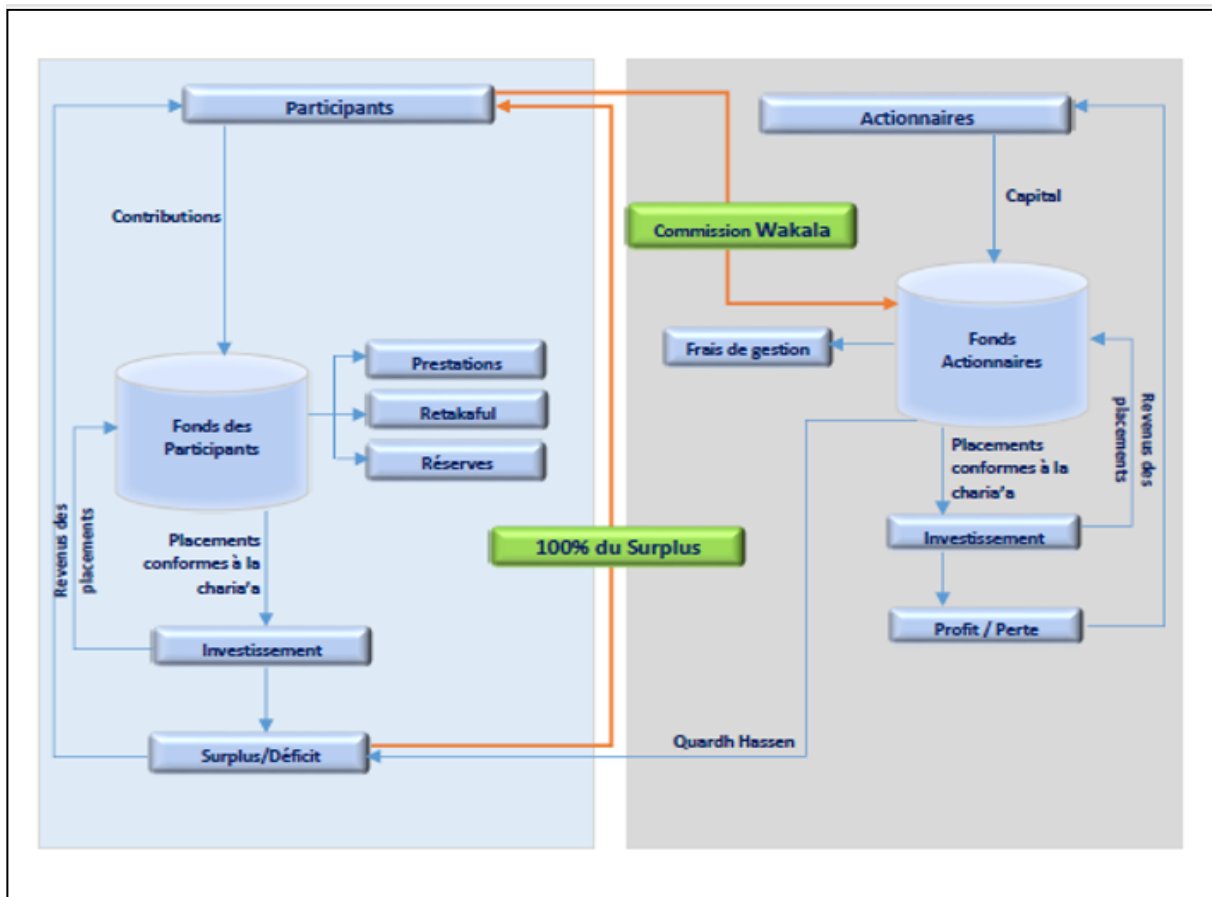 Participants
Actionnaires
Contributions
Capital
Commission Wakala
Frais de gestion
Fonds
Actionnaires
Prestations
Retakaful
Réserves
Fonds des
Participants
Revenus des
placements
Placements
conformes à la
charia'a
Investissement
Surplus/Déficit
100% du Surplus
Quardh Hassen
Placements
conformes à la
charia'a
Investissement
Profit / Perte
Revenus des
placements